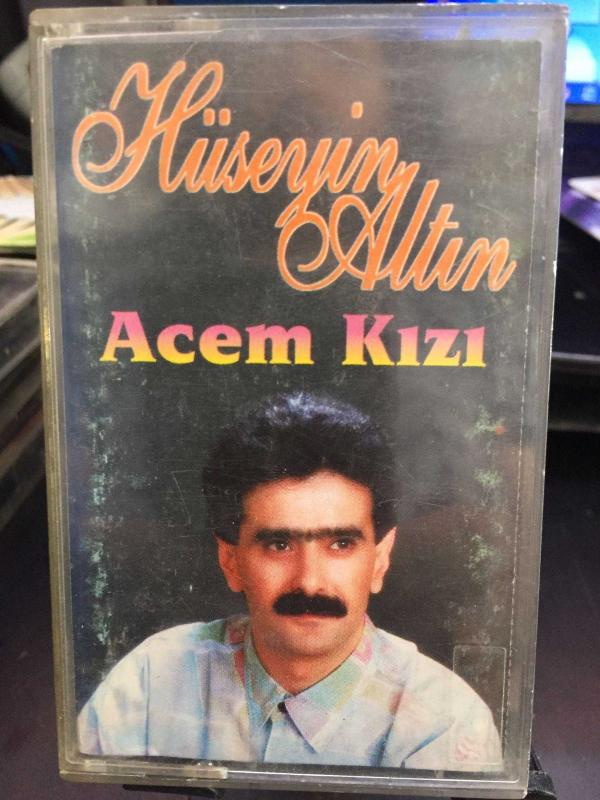 Hüseyin
Altın
Acem Kızı